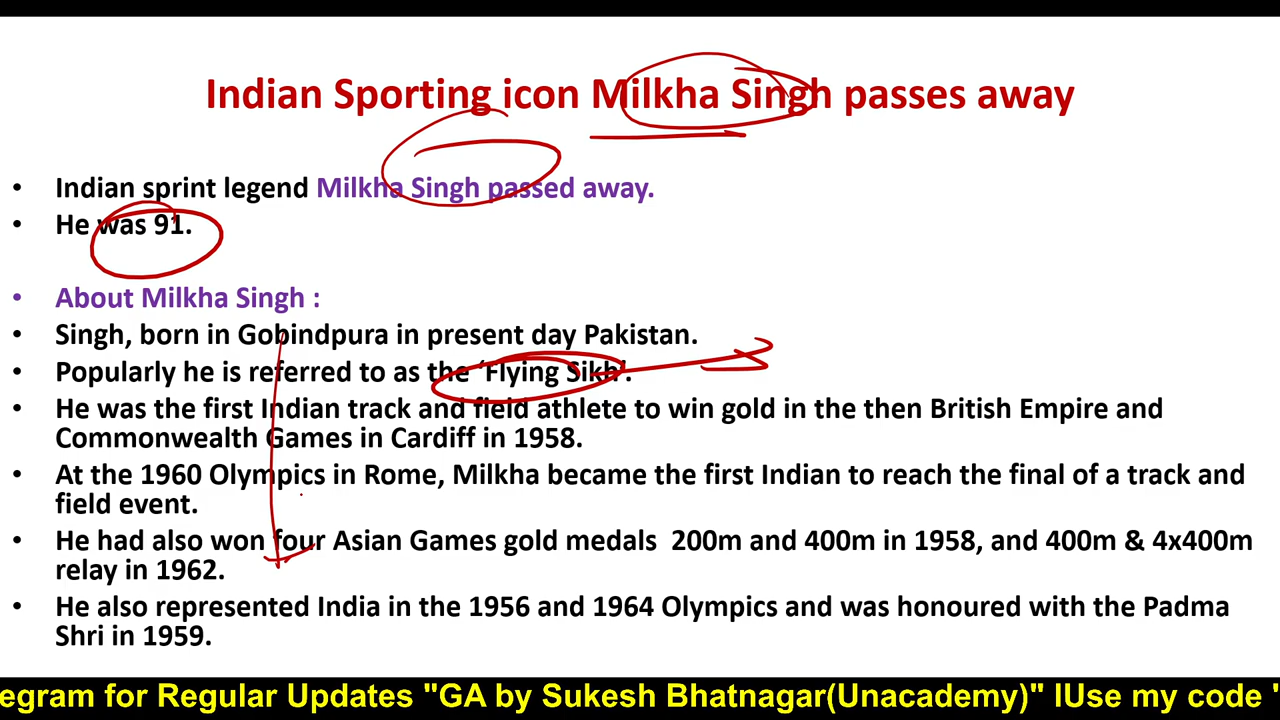 Indian Sporting icon Milkha Singh passes away
• Indian sprint legend Milkha Singh passed away.
• He was 91.
• About Milkha Singh :
• Singh, born in Gobindpura in present day Pakistan.
• Popularly he is referred to as the ‘Flying Sikh’.
• He was the first Indian track and field athlete to win gold in the then British Empire and
Commonwealth Games in Cardiff in 1958.
• At the 1960 Olympics in Rome, Milkha became the first Indian to reach the final of a track and
field event.
• He had also won four Asian Games gold medals 200m and 400m in 1958, and 400m & 4x400m
relay in 1962.
• He also represented India in the 1956 and 1964 Olympics and was honoured with the Padma
Shri in 1959.
egram for Regular Updates "GA by Sukesh Bhatnagar(Unacademy)" IUse my code '